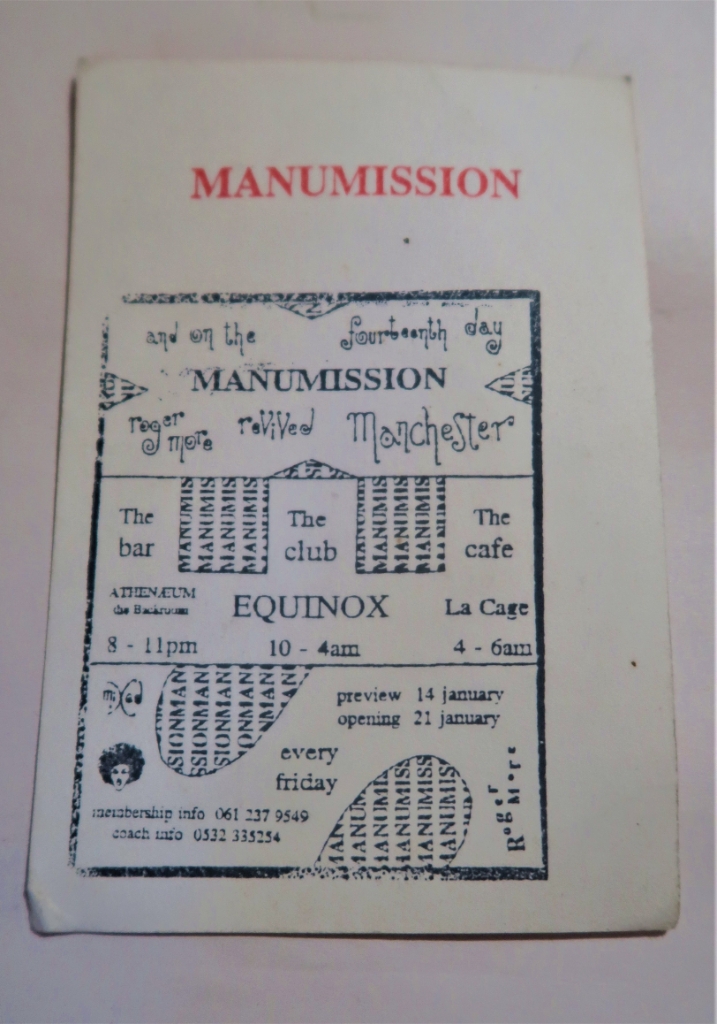 MANUMISSION
and on the fourteenth day
MANUMISSION
roger more revived Manchester
The bar
The club
The cafe
ATHENÆUM
the Backroom
EQUINOX
La Cage
8 - 11pm
10 - 4am
4 - 6am
mixed
preview 14 january
opening 21 january
every
friday
membership info 061 237 9549
coach info 0532 335254
Roger More